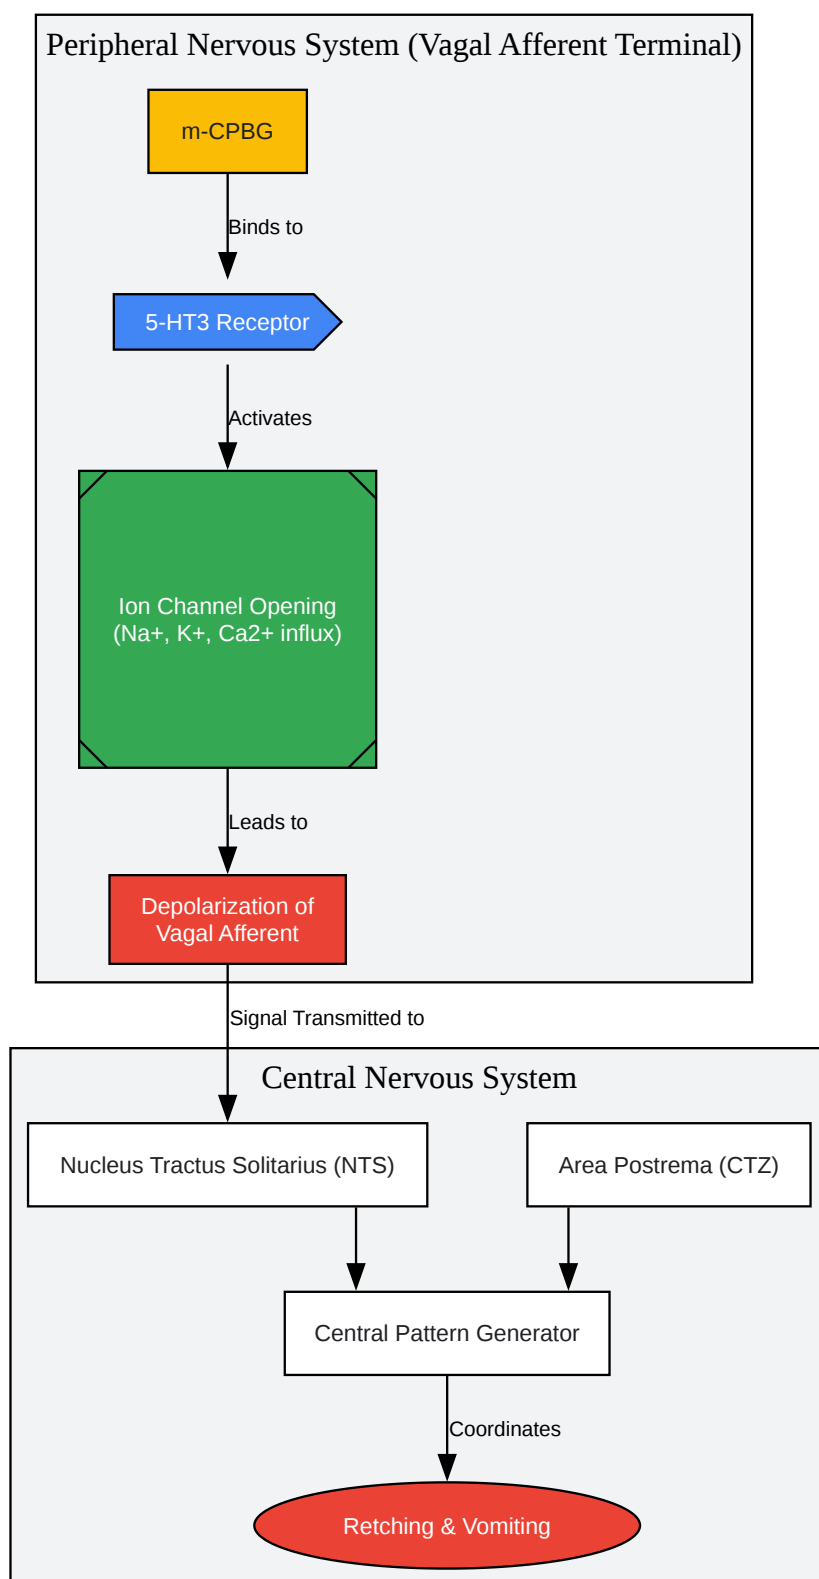 Peripheral Nervous System (Vagal Afferent Terminal)
m-CPBG
Binds to
5-HT3 Receptor
Activates
Ion Channel Opening
(Na+, K+, Ca2+ influx)
Leads to
Depolarization of
Vagal Afferent
Signal Transmitted to
Central Nervous System
Nucleus Tractus Solitarius (NTS)
Area Postrema (CTZ)
Central Pattern Generator
Coordinates
Retching & Vomiting